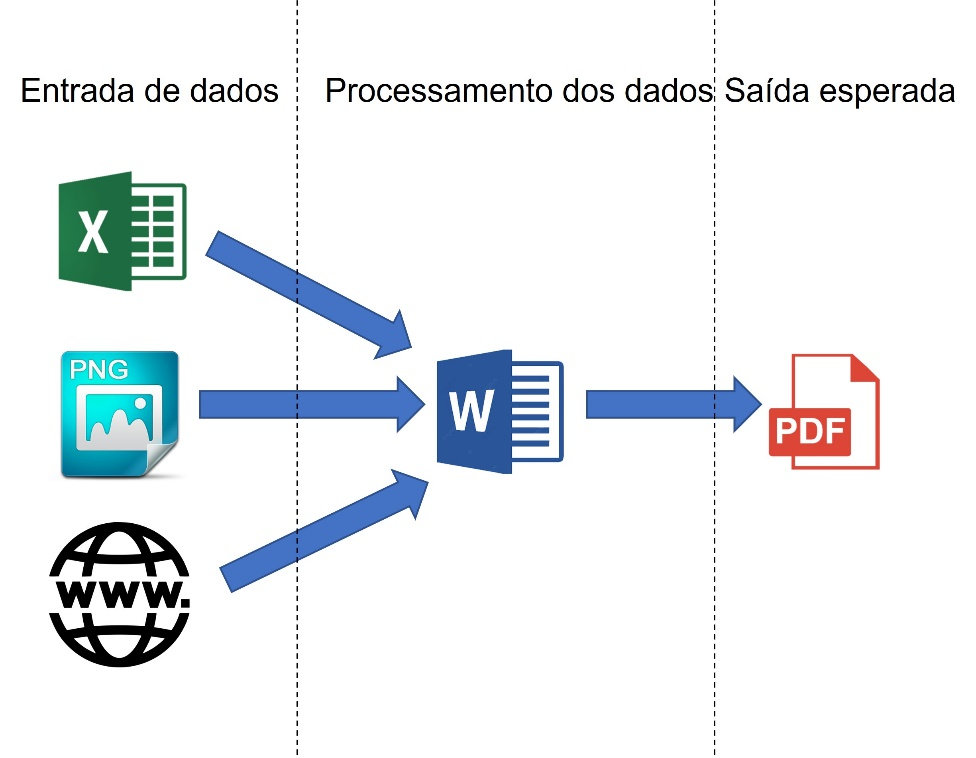 Entrada de dados
Processamento dos dados
Saída esperada
X
PNG
W
PDF
www.